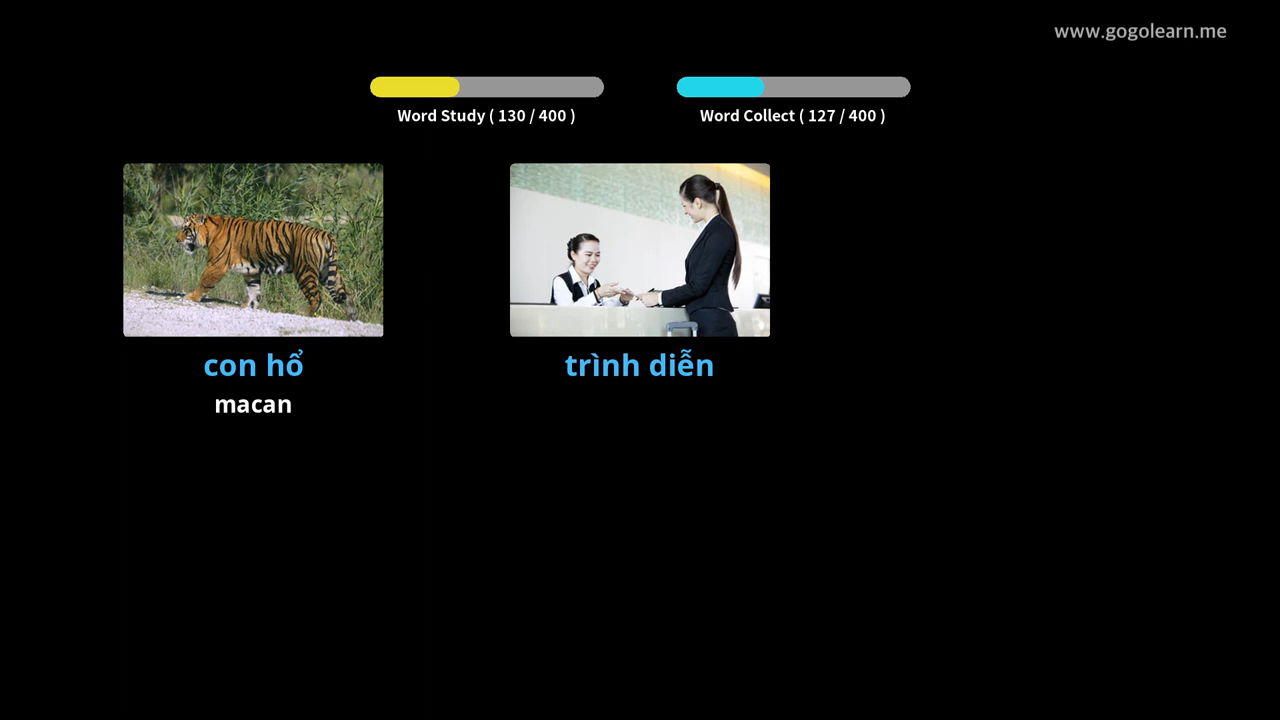 www.gogolearn.me
Word Study ( 130 / 400 )
Word Collect ( 127 / 400 )
con hổ
trình diễn
macan